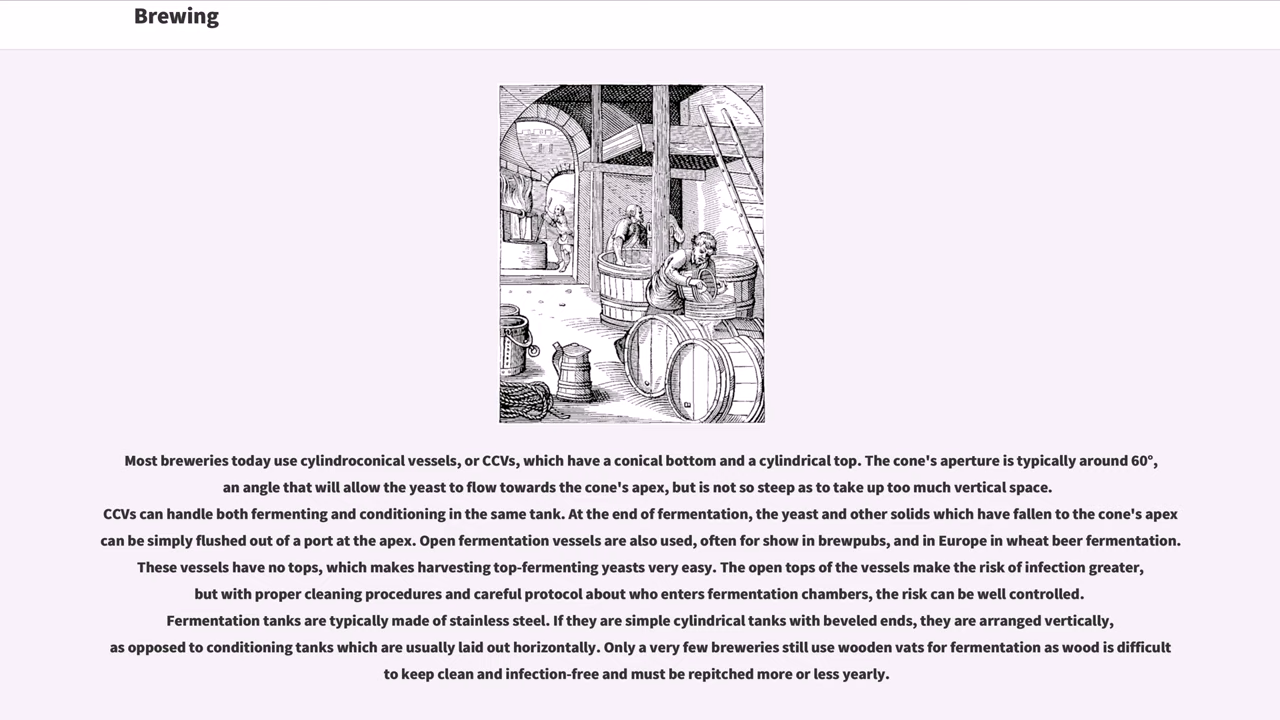 Brewing
Most breweries today use cylindroconical vessels, or CCVs, which have a conical bottom and a cylindrical top. The cone's aperture is typically around 60°,
an angle that will allow the yeast to flow towards the cone's apex, but is not so steep as to take up too much vertical space.
CCVs can handle both fermenting and conditioning in the same tank. At the end of fermentation, the yeast and other solids which have fallen to the cone's apex
can be simply flushed out of a port at the apex. Open fermentation vessels are also used, often for show in brewpubs, and in Europe in wheat beer fermentation.
These vessels have no tops, which makes harvesting top-fermenting yeasts very easy. The open tops of the vessels make the risk of infection greater,
but with proper cleaning procedures and careful protocol about who enters fermentation chambers, the risk can be well controlled.
Fermentation tanks are typically made of stainless steel. If they are simple cylindrical tanks with beveled ends, they are arranged vertically,
as opposed to conditioning tanks which are usually laid out horizontally. Only a very few breweries still use wooden vats for fermentation as wood is difficult
to keep clean and infection-free and must be repitched more or less yearly.